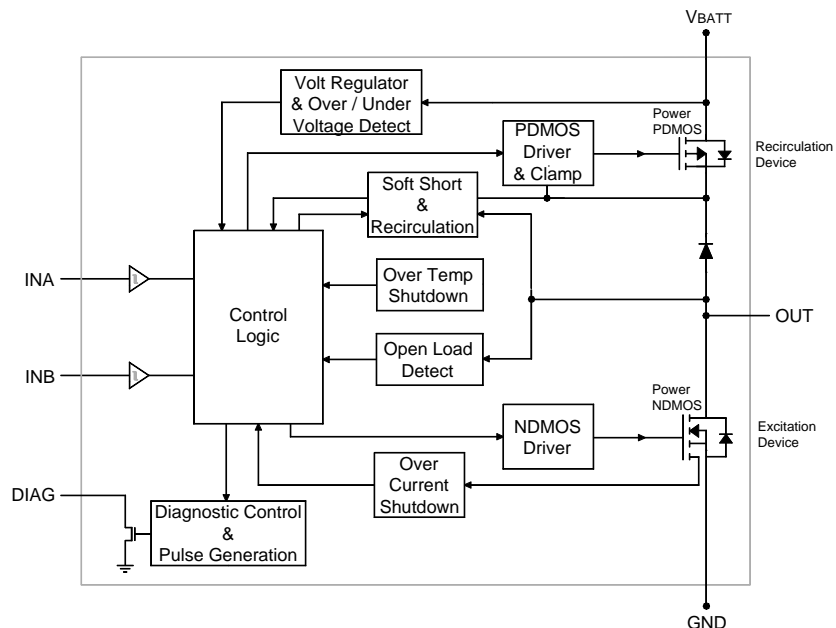 VBATT
Volt Regulator
& Over / Under
Voltage Detect
Power
PDMOS
PDMOS
Driver
& Clamp
Recirculation
Device
Soft Short
&
Recirculation
INA
Control
Logic
Over Temp
Shutdown
OUT
INB
Open Load
Detect
Power
NDMOS
NDMOS
Driver
Excitation
Device
Over
Current
Shutdown
DIAG
Diagnostic Control
&
Pulse Generation
GND